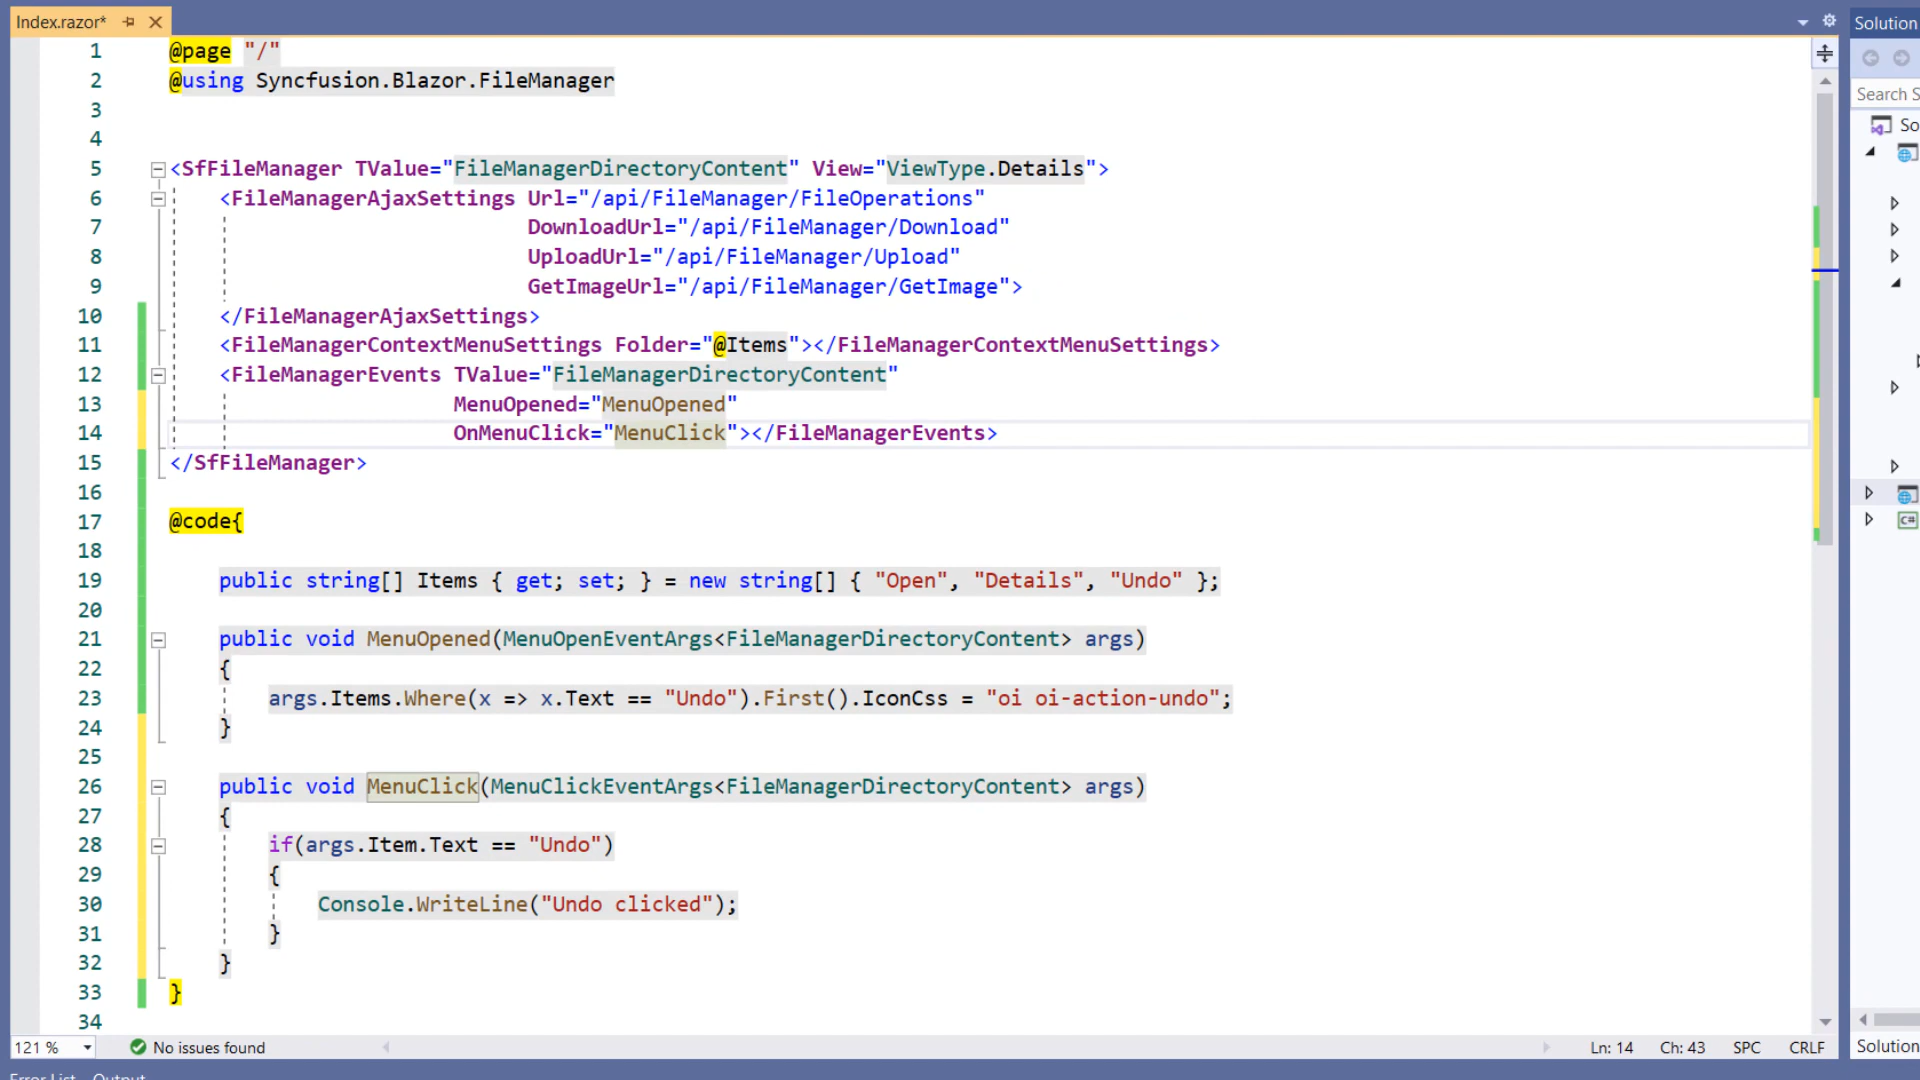 Index.razor*
Solution
1 @page "/"
2 @using Syncfusion.Blazor.FileManager
3
4
5 <SfFileManager TValue="FileManagerDirectoryContent" View="ViewType.Details">
6 <FileManagerAjaxSettings Url="/api/FileManager/FileOperations"
7 DownloadUrl="/api/FileManager/Download"
8 UploadUrl="/api/FileManager/Upload"
9 GetImageUrl="/api/FileManager/GetImage">
10 </FileManagerAjaxSettings>
11 <FileManagerContextMenuSettings Folder="@Items"></FileManagerContextMenuSettings>
12 <FileManagerEvents TValue="FileManagerDirectoryContent"
13 MenuOpened="MenuOpened"
14 OnMenuClick="MenuClick"></FileManagerEvents>
15 </SfFileManager>
16
17 @code{
18
19 public string[] Items { get; set; } = new string[] { "Open", "Details", "Undo" };
20
21 public void MenuOpened(MenuOpenEventArgs<FileManagerDirectoryContent> args)
22 {
23 args.Items.Where(x => x.Text == "Undo").First().IconCss = "oi oi-action-undo";
24 }
25
26 public void MenuClick(MenuClickEventArgs<FileManagerDirectoryContent> args)
27 {
28 if(args.Item.Text == "Undo")
29 {
30 Console.WriteLine("Undo clicked");
31 }
32 }
33 }
34
Search S
So
C#
121 % No issues found Ln: 14 Ch: 43 SPC CRLF
Solution
Error List Output